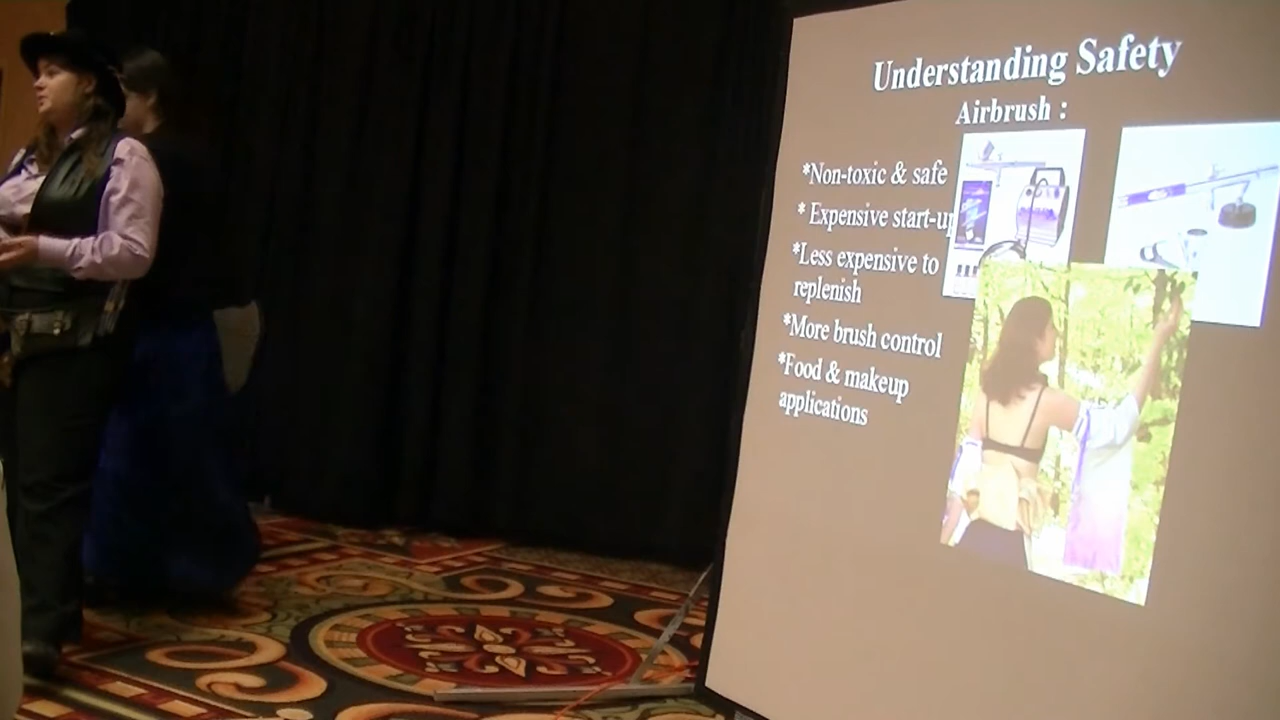 Understanding Safety
Airbrush :
*Non-toxic & safe
* Expensive start-up
*Less expensive to
replenish
*More brush control
*Food & makeup
applications